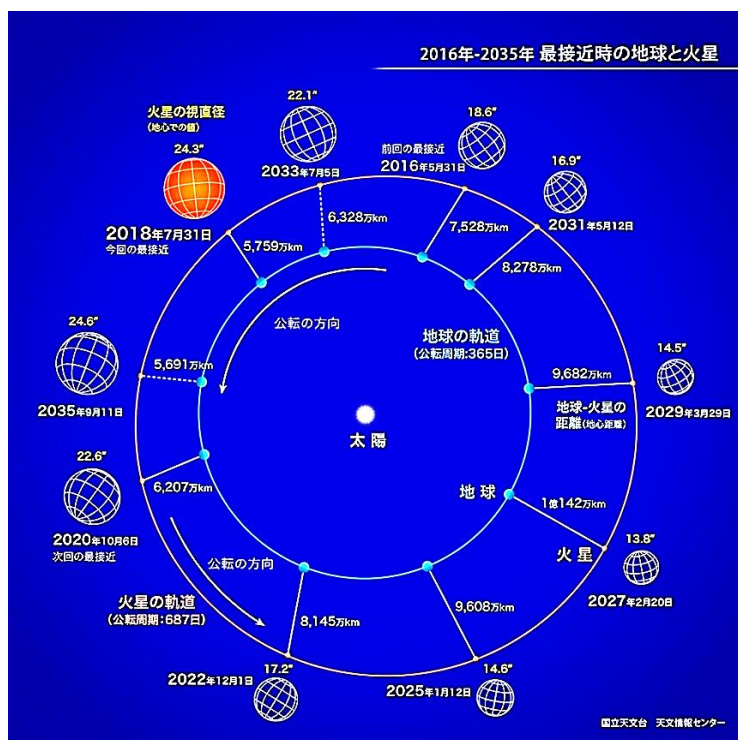 2016年-2035年 最接近時の地球と火星
火星の視直径
(地心での値)
24.3"
2018年7月31日
今回の最接近
5,759万km
22.1"
2033年7月5日
6,328万km
18.6"
前回の最接近
2016年5月31日
7,528万km
16.9"
2031年5月12日
8,278万km
公転の方向
地球の軌道
(公転周期:365日)
24.6"
2035年9月11日
5,691万km
14.5"
2029年3月29日
9,682万km
地球-火星の
距離(地心距離)
太陽
22.6"
2020年10月6日
次回の最接近
6,207万km
地球
1億142万km
火星
13.8"
2027年2月20日
公転の方向
火星の軌道
(公転周期:687日)
8,145万km
17.2"
2022年12月1日
9,608万km
14.6"
2025年1月12日
国立天文台 天文情報センター